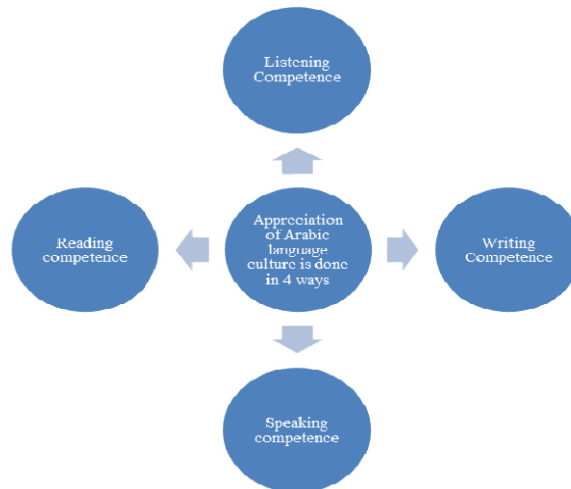 Listening
Competence
Reading
competence
Appreciation
of Arabic
language
culture is done
in 4 ways
Writing
Competence
Speaking
competence